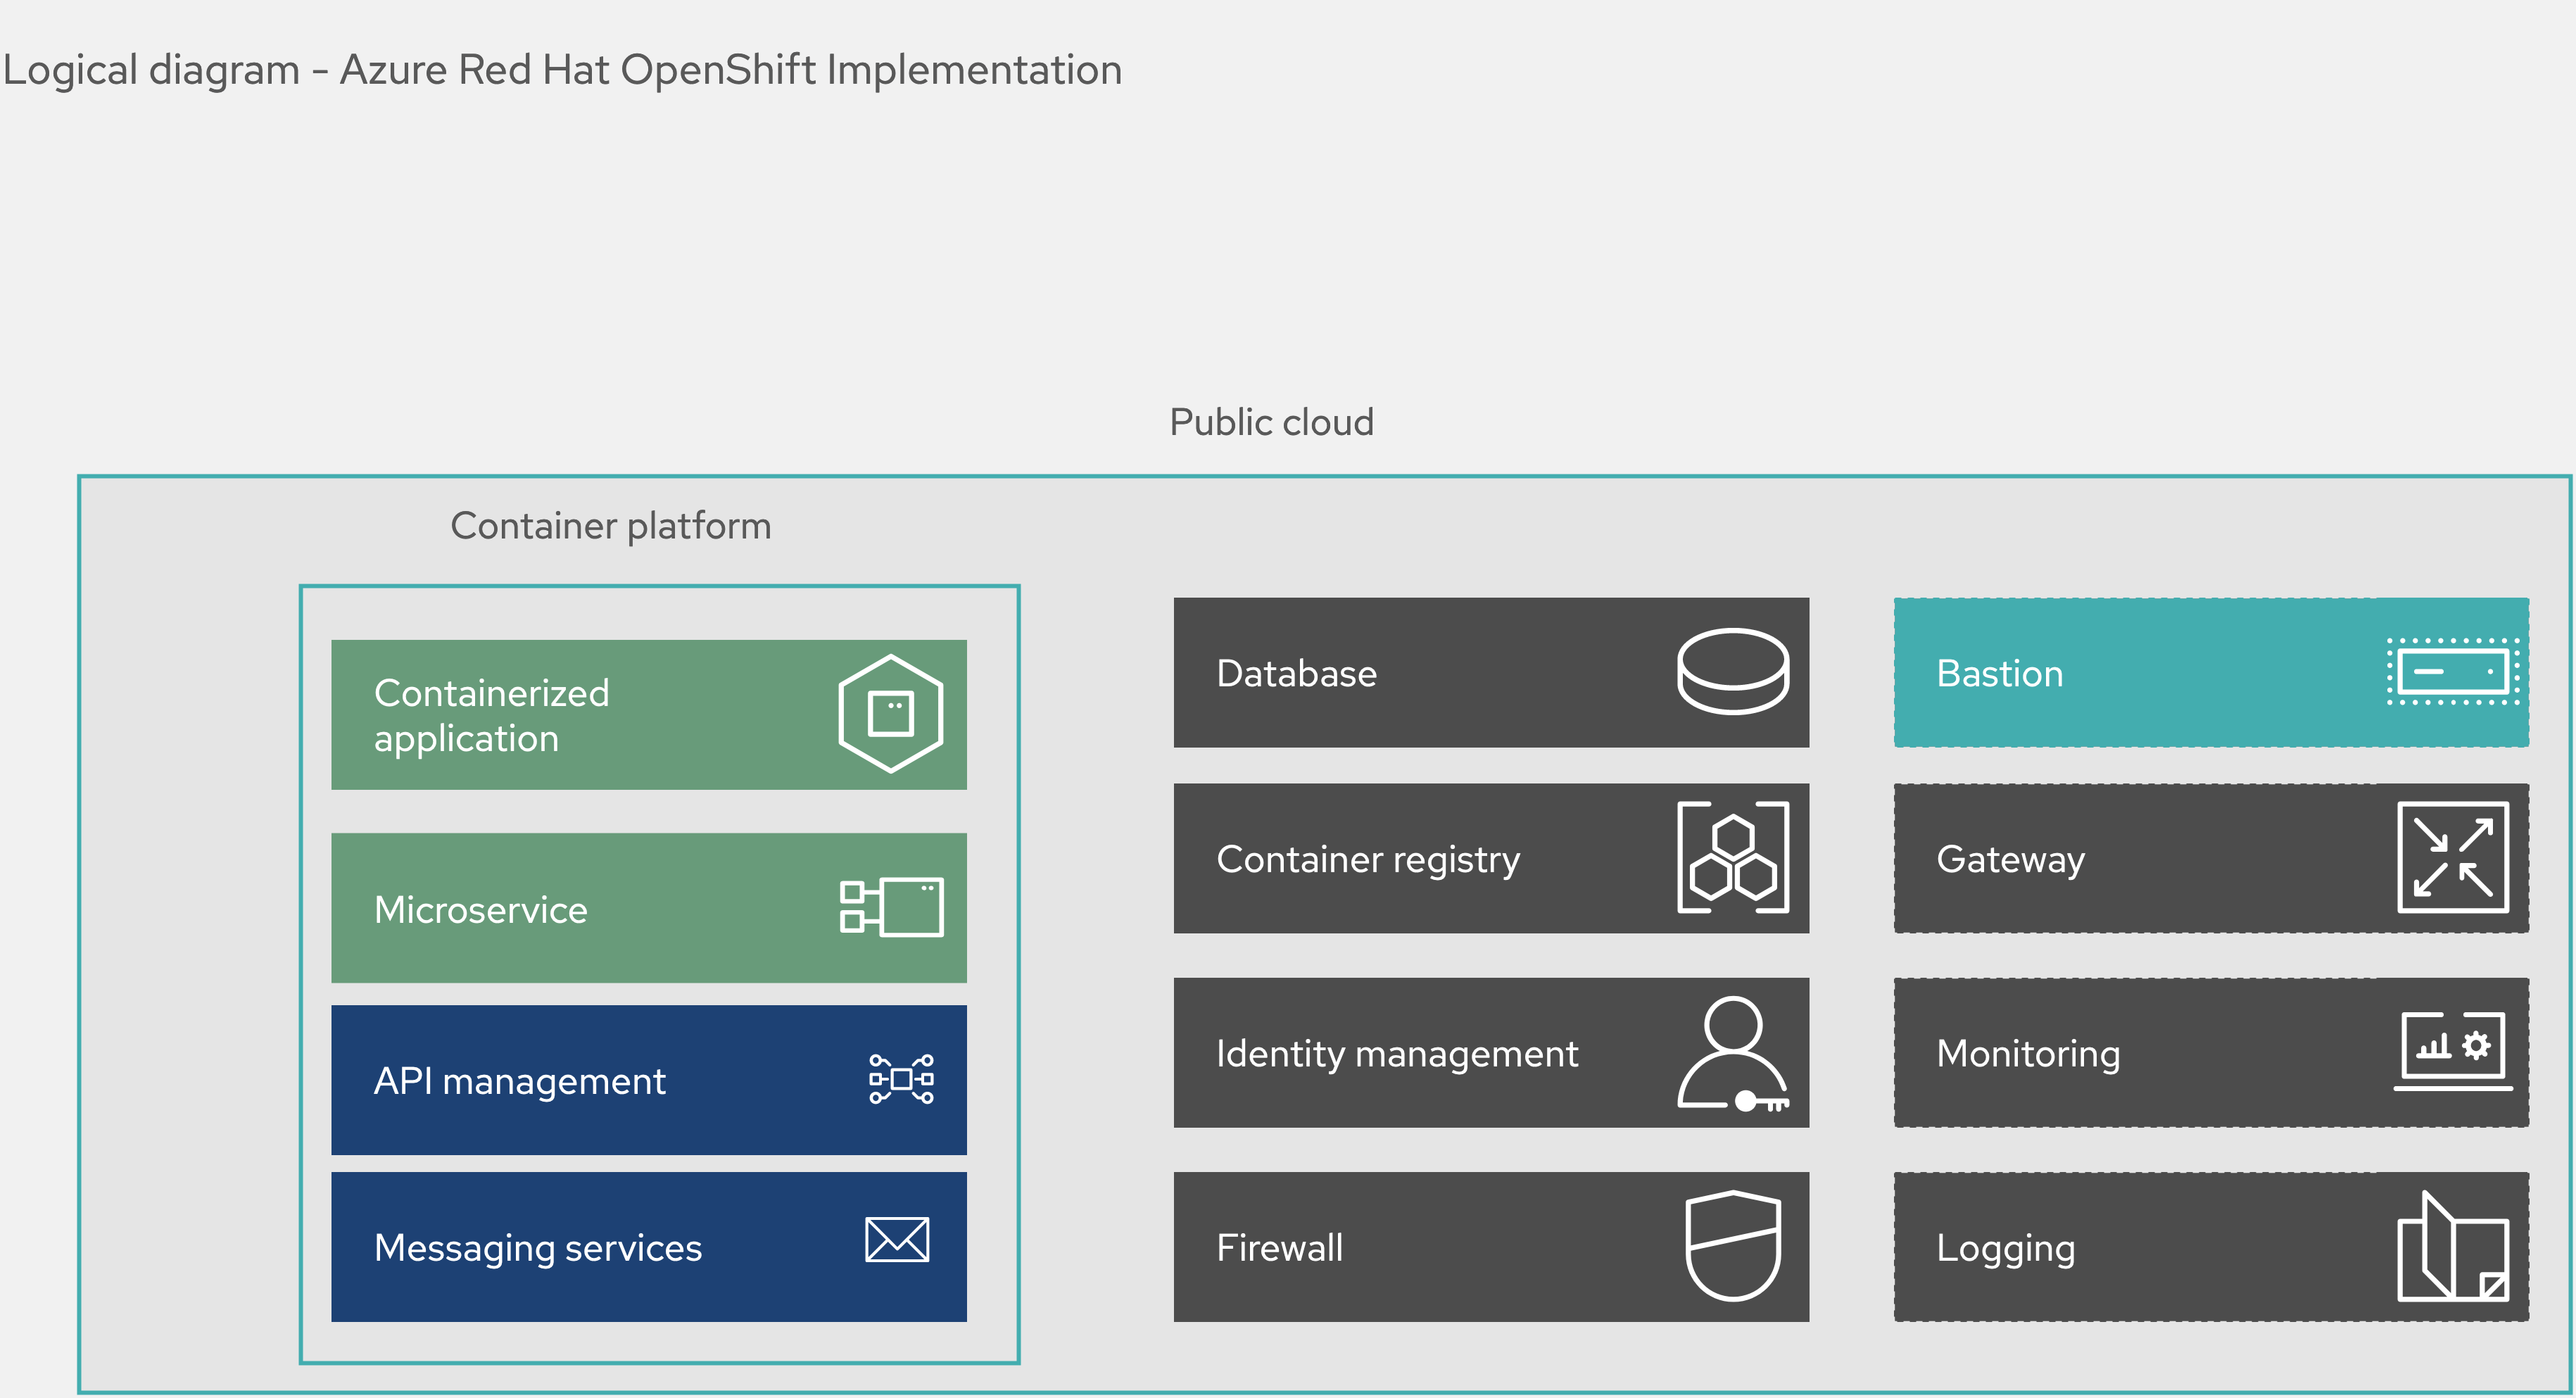 Logical diagram - Azure Red Hat OpenShift Implementation
Public cloud
Container platform
Containerized
application
Microservice
API management
Messaging services
Database
Container registry
Identity management
Firewall
Bastion
Gateway
Monitoring
Logging